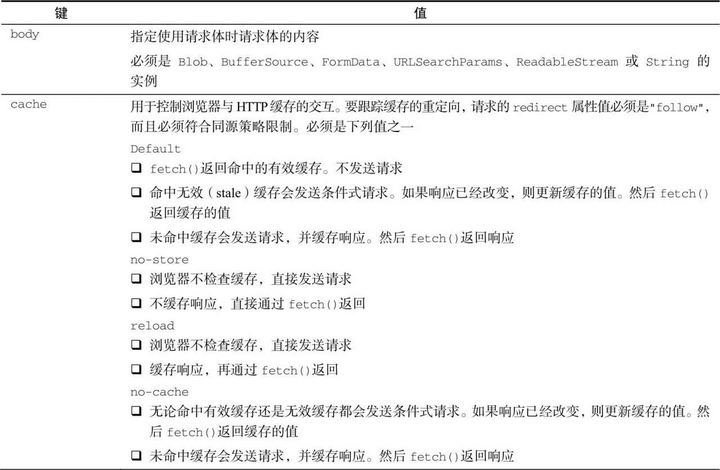 键 值
body 指定使用请求体时请求体的内容
必须是 Blob、BufferSource、FormData、URLSearchParams、ReadableStream 或 String 的
实例
cache 用于控制浏览器与 HTTP 缓存的交互。要跟踪缓存的重定向，请求的 redirect 属性值必须是"follow"，
而且必须符合同源策略限制。必须是下列值之一
Default
❑ fetch()返回命中的有效缓存。不发送请求
❑ 命中无效（stale）缓存会发送条件式请求。如果响应已经改变，则更新缓存的值。然后 fetch()
返回缓存的值
❑ 未命中缓存会发送请求，并缓存响应。然后 fetch()返回响应
no-store
❑ 浏览器不检查缓存，直接发送请求
❑ 不缓存响应，直接通过 fetch()返回
reload
❑ 浏览器不检查缓存，直接发送请求
❑ 缓存响应，再通过 fetch()返回
no-cache
❑ 无论命中有效缓存还是无效缓存都会发送条件式请求。如果响应已经改变，则更新缓存的值。然
后 fetch()返回缓存的值
❑ 未命中缓存会发送请求，并缓存响应。然后 fetch()返回响应